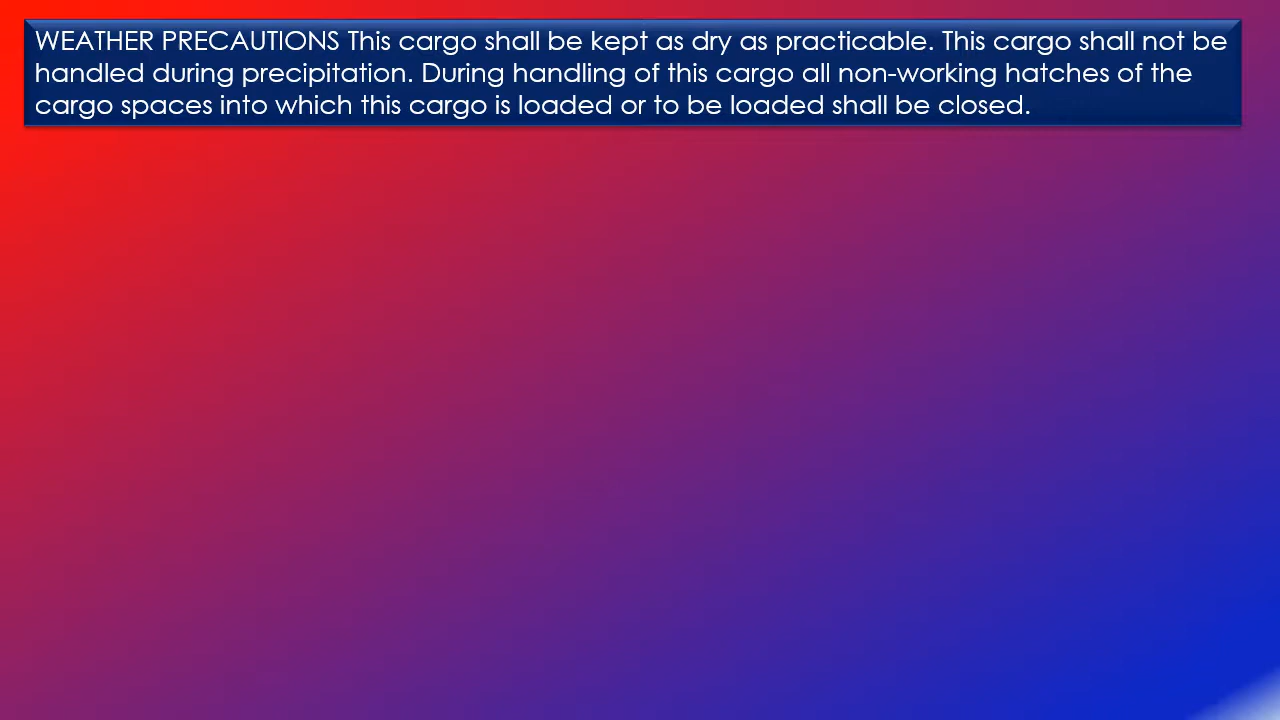 WEATHER PRECAUTIONS This cargo shall be kept as dry as practicable. This cargo shall not be
handled during precipitation. During handling of this cargo all non-working hatches of the
cargo spaces into which this cargo is loaded or to be loaded shall be closed.